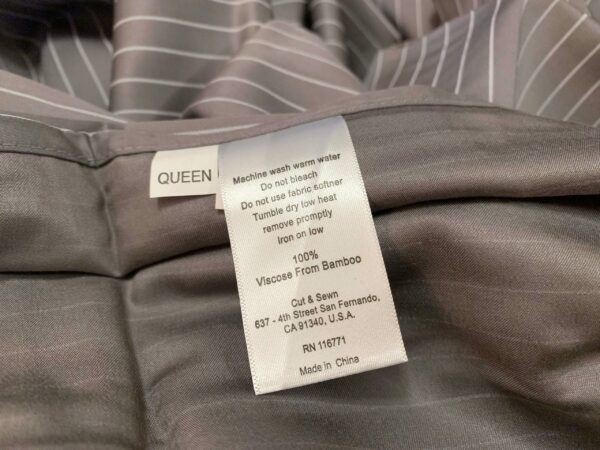 QUEEN
Machine wash warm water
Do not bleach
Do not use fabric softner
Tumble dry low heat
remove promptly
Iron on low
100%
Viscose From Bamboo
Cut & Sewn
637 - 4th Street San Fernando,
CA 91340, U.S.A.
RN 116771
Made in China